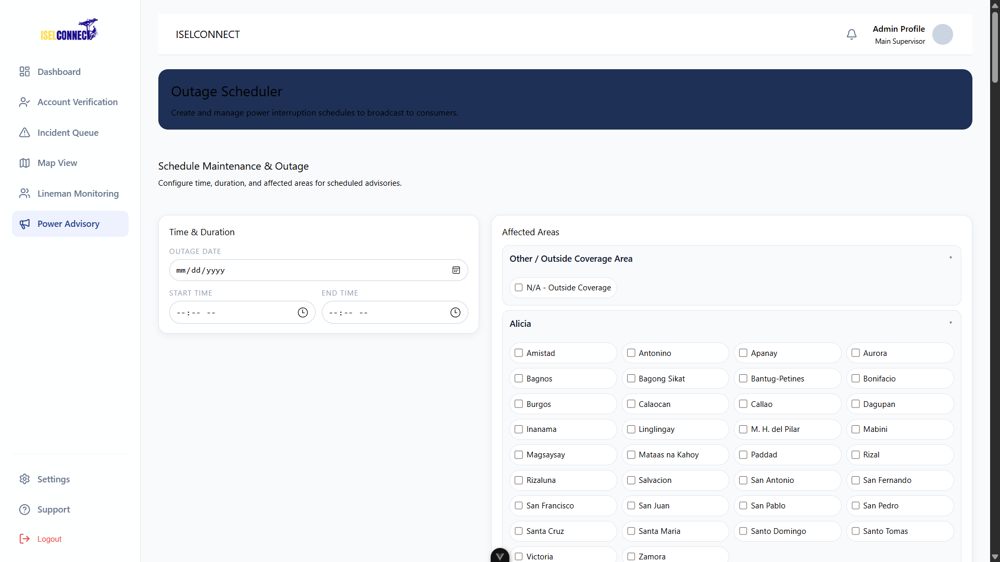 ISELCONNECT
Dashboard
Account Verification
Incident Queue
Map View
Lineman Monitoring
Power Advisory
Settings
Support
Logout
ISELCONNECT
Admin Profile
Main Supervisor
Outage Scheduler
Create and manage power interruption schedules to broadcast to consumers.
Schedule Maintenance & Outage
Configure time, duration, and affected areas for scheduled advisories.
Time & Duration
OUTAGE DATE
mm/dd/yyyy
START TIME END TIME
--:-- -- --:-- --
Affected Areas
Other / Outside Coverage Area
N/A - Outside Coverage
Alicia
Amistad Antonino Apanay Aurora
Bagnos Bagong Sikat Bantug-Petines Bonifacio
Burgos Calaocan Callao Dagupan
Inanama Linglingay M. H. del Pilar Mabini
Magsaysay Mataas na Kahoy Paddad Rizal
Rizaluna Salvacion San Antonio San Fernando
San Francisco San Juan San Pablo San Pedro
Santa Cruz Santa Maria Santo Domingo Santo Tomas
Victoria Zamora